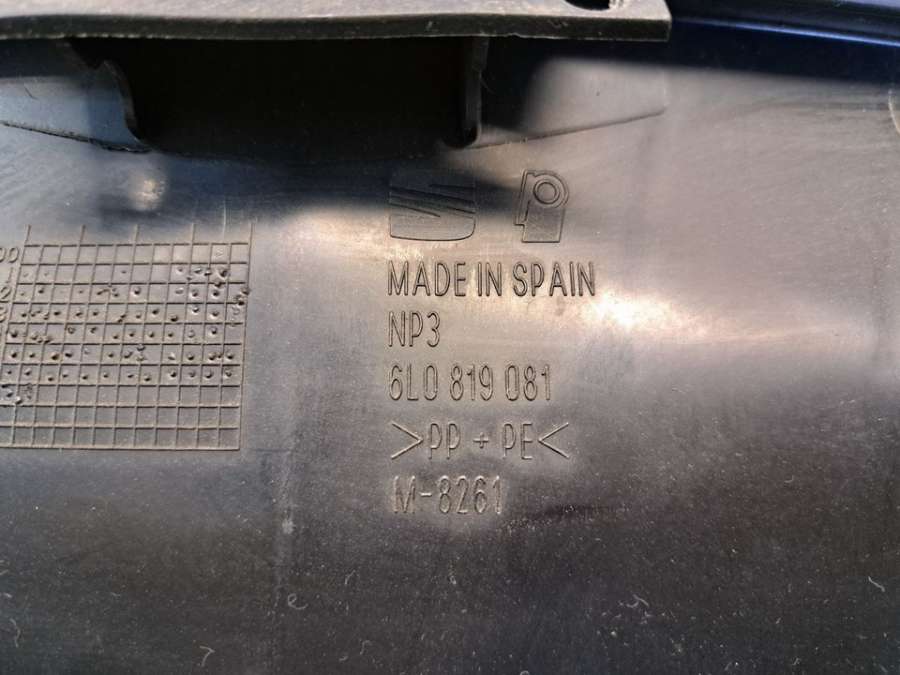 MADE IN SPAIN
NP3
6L0 819 081
>PP + PE<
M-8261